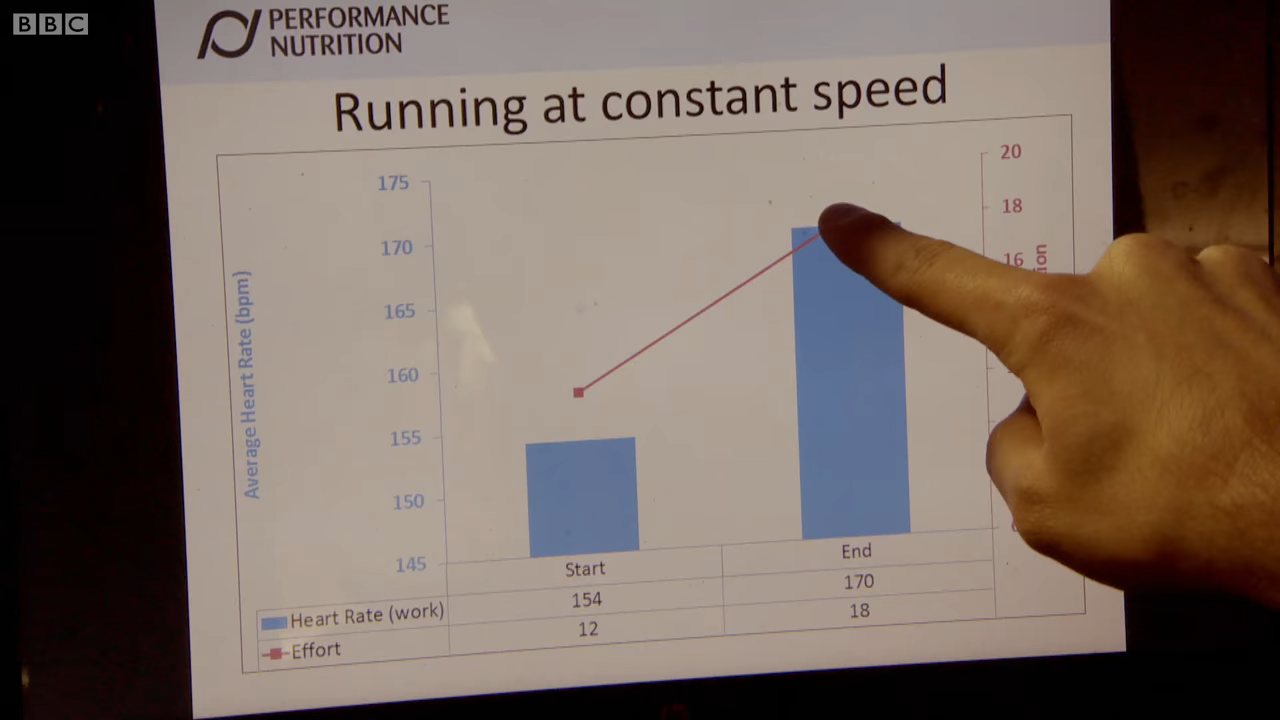 BBC
PERFORMANCE
NUTRITION
Running at constant speed
175
170
165
160
155
150
145
Average Heart Rate (bpm)
20
18
16
Start
End
Heart Rate (work)
154
170
Effort
12
18